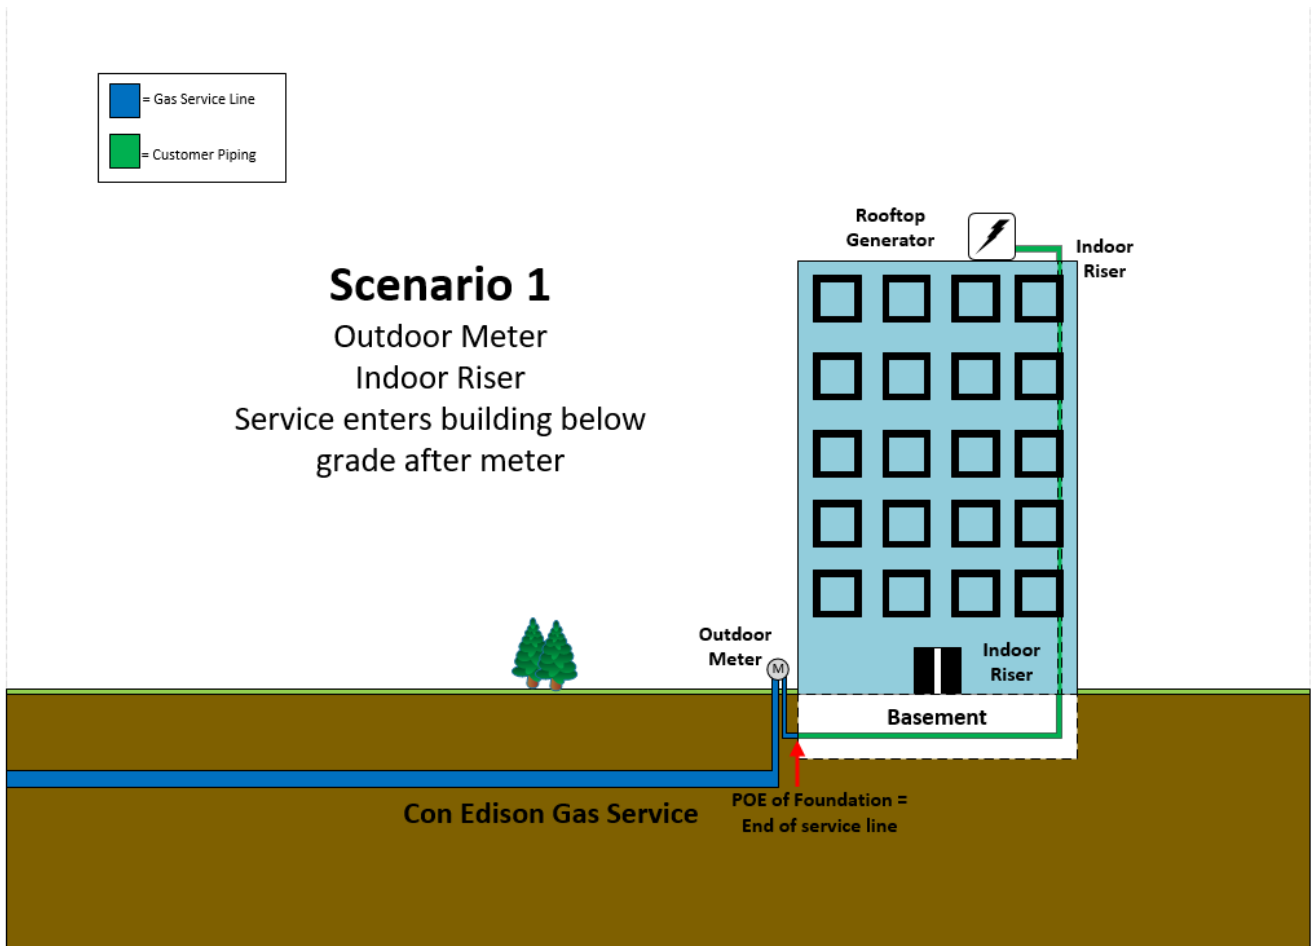 = Gas Service Line
= Customer Piping
Scenario 1
Outdoor Meter
Indoor Riser
Service enters building below
grade after meter
Rooftop
Generator
Indoor
Riser
Outdoor
Meter
M
Indoor
Riser
Basement
Con Edison Gas Service
POE of Foundation =
End of service line